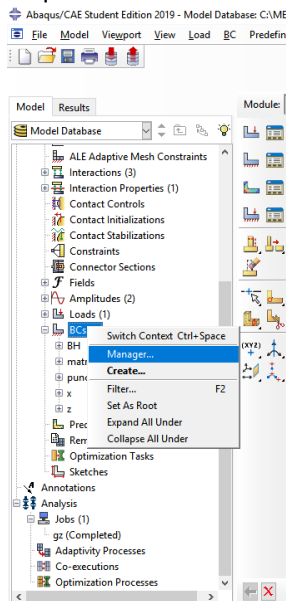 Abaqus/CAE Student Edition 2019 - Model Database: C:\ME
File Model Viewport View Load BC Predefin
Model Results
Module:
Model Database
ALE Adaptive Mesh Constraints
Interactions (3)
Interaction Properties (1)
Contact Controls
Contact Initializations
Contact Stabilizations
Constraints
Connector Sections
Fields
Amplitudes (2)
Loads (1)
BCs
Switch Context Ctrl+Space
BH
Manager...
matr
Create...
punc
Filter... F2
x
Set As Root
z
Expand All Under
Pred
Collapse All Under
Rem
Optimization Tasks
Sketches
Annotations
Analysis
Jobs (1)
gz (Completed)
Adaptivity Processes
Co-executions
Optimization Processes
(XYZ)